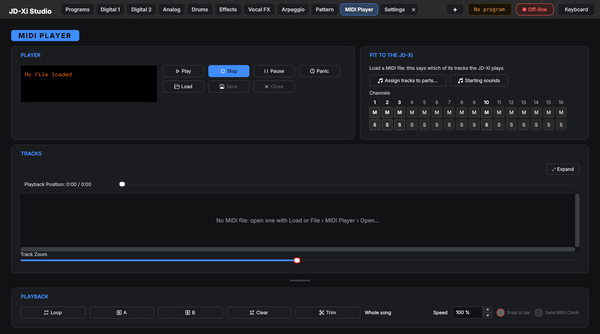 JD-Xi Studio Programs Digital 1 Digital 2 Analog Drums Effects Vocal FX Arpeggio Pattern MIDI Player Settings × + No program Off-line Keyboard
MIDI PLAYER
PLAYER
No file loaded
Play Stop Pause Panic
Load Save Close
FIT TO THE JD-XI
Load a MIDI file: this says which of its tracks the JD-Xi plays.
Assign tracks to parts... Starting sounds
Channels
1 2 3 4 5 6 7 8 9 10 11 12 13 14 15 16
M M M M M M M M M M M M M M M M
S S S S S S S S S S S S S S S S
TRACKS
Expand
Playback Position: 0:00 / 0:00
No MIDI file: open one with Load or File › MIDI Player › Open...
Track Zoom
PLAYBACK
Loop A B Clear Trim Whole song Speed 100 % Snap to bar Send MIDI Clock